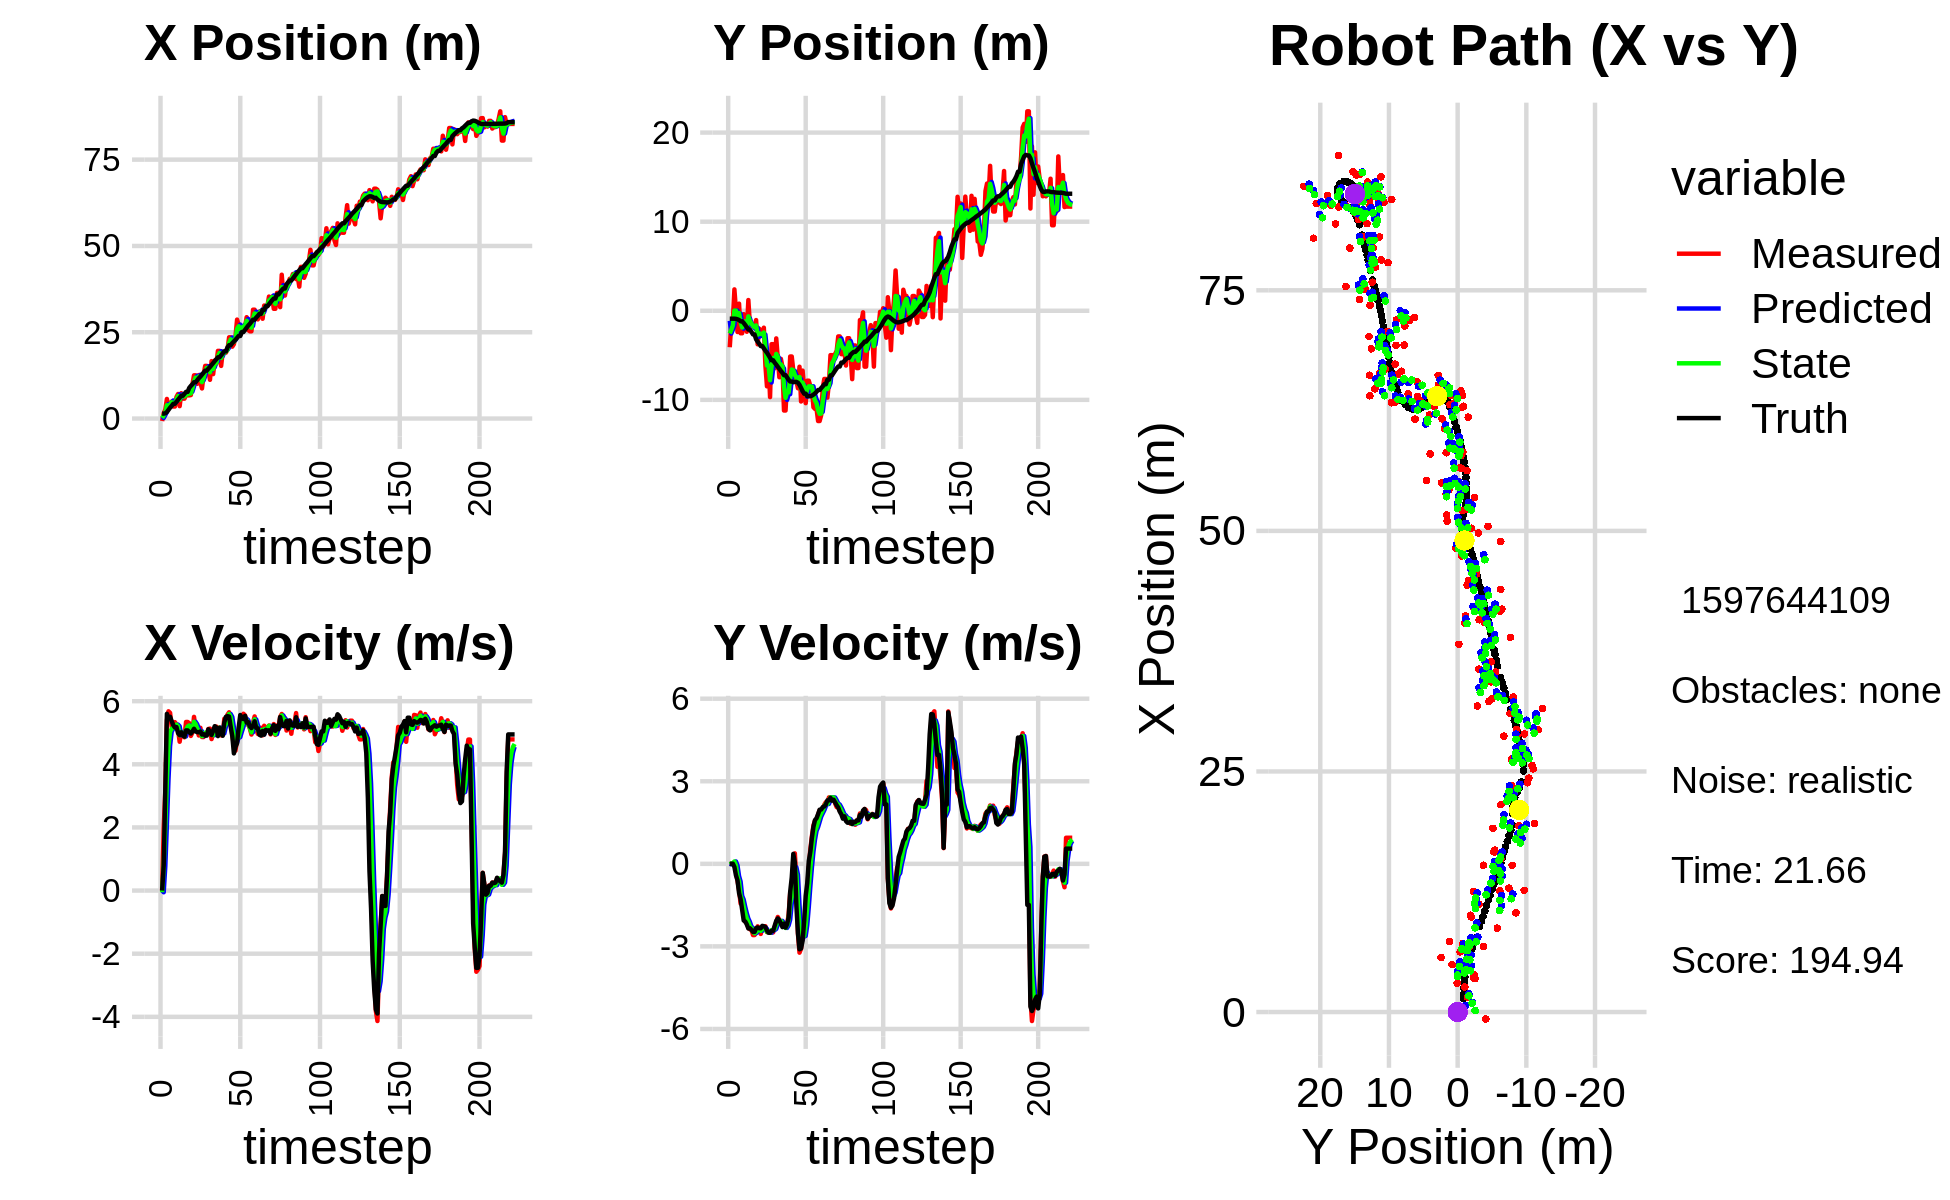 X Position (m)
75
50
25
0
0
50
100
150
200
timestep
Y Position (m)
20
10
0
-10
0
50
100
150
200
timestep
X Velocity (m/s)
6
4
2
0
-2
-4
0
50
100
150
200
timestep
Y Velocity (m/s)
6
3
0
-3
-6
0
50
100
150
200
timestep
Robot Path (X vs Y)
X Position (m)
75
50
25
0
20 10 0 -10 -20
Y Position (m)
variable
Measured
Predicted
State
Truth
1597644109
Obstacles: none
Noise: realistic
Time: 21.66
Score: 194.94